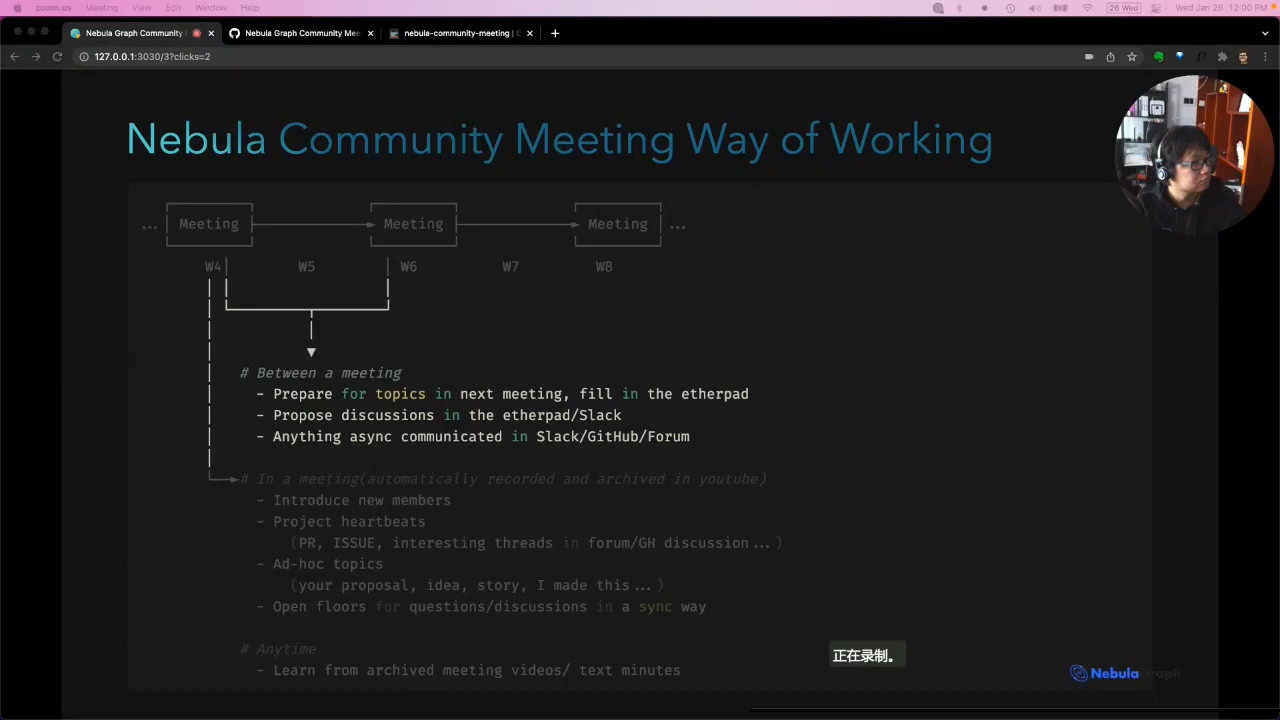 zoom.us Meeting View Edit Window Help 26 Wed Wed Jan 26 12:00 PM
Nebula Graph Community Nebula Graph Community Mee nebula-community-meeting |
127.0.0.1:3030/3?clicks=2
Nebula Community Meeting Way of Working
... Meeting Meeting Meeting ...
W4 W5 W6 W7 W8
# Between a meeting
- Prepare for topics in next meeting, fill in the etherpad
- Propose discussions in the etherpad/Slack
- Anything async communicated in Slack/GitHub/Forum
# In a meeting(automatically recorded and archived in youtube)
- Introduce new members
- Project heartbeats
(PR, ISSUE, interesting threads in forum/GH discussion...)
- Ad-hoc topics
(your proposal, idea, story, I made this...)
- Open floors for questions/discussions in a sync way
# Anytime
- Learn from archived meeting videos/ text minutes
正在录制。
NebulaGraph